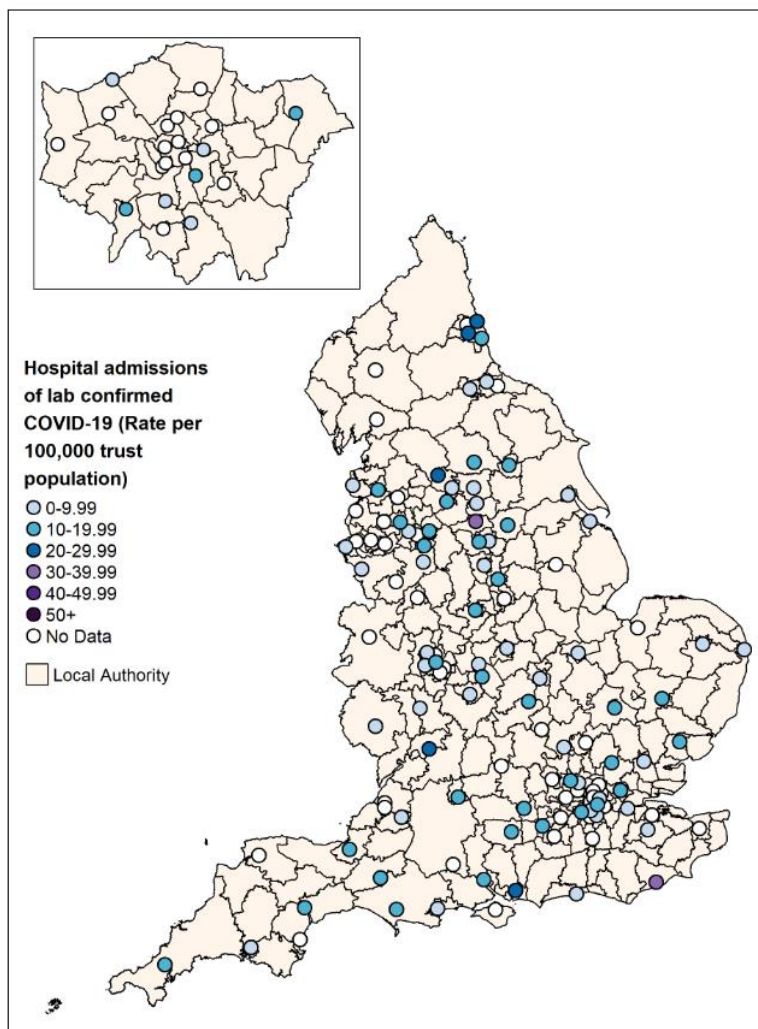 Hospital admissions
of lab confirmed
COVID-19 (Rate per
100,000 trust
population)
0-9.99
10-19.99
20-29.99
30-39.99
40-49.99
50+
No Data
Local Authority